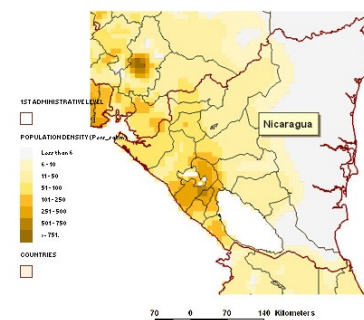 1ST ADMINISTRATIVE LEVEL
Nicaragua
POPULATION DENSITY
Less than 6
6 - 10
11 - 50
51 - 100
101 - 250
251 - 500
501 - 750
> 751.
COUNTRIES
70 0 70 140 Kilometers